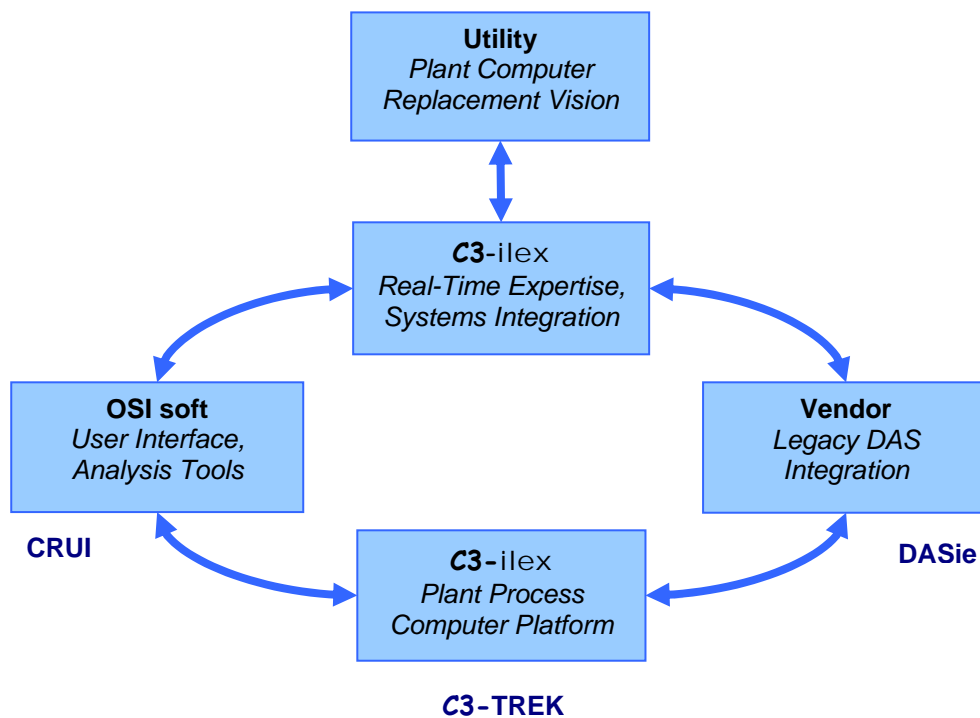 Utility
Plant Computer
Replacement Vision
C3-ilex
Real-Time Expertise,
Systems Integration
OSI soft
User Interface,
Analysis Tools
Vendor
Legacy DAS
Integration
CRUI
DASie
C3-ilex
Plant Process
Computer Platform
C3-TREK